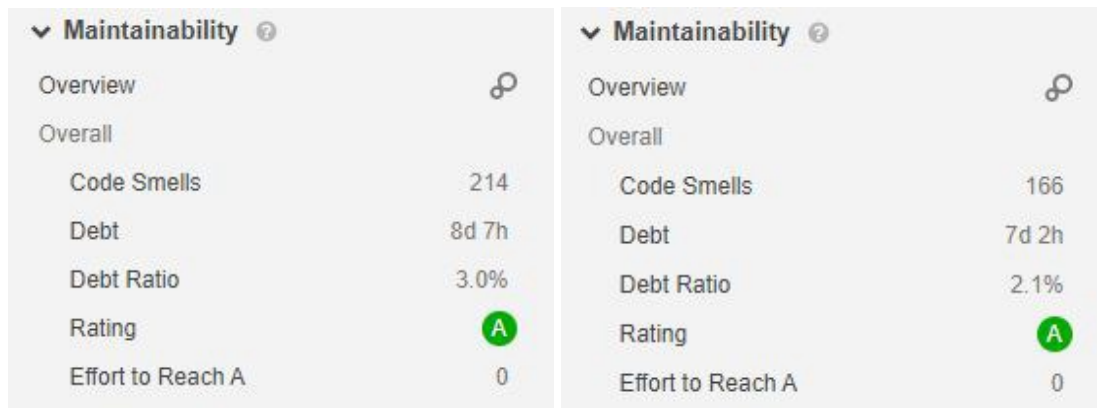 Maintainability ?
Overview
Overall
Code Smells 214
Debt 8d 7h
Debt Ratio 3.0%
Rating A
Effort to Reach A 0
Maintainability ?
Overview
Overall
Code Smells 166
Debt 7d 2h
Debt Ratio 2.1%
Rating A
Effort to Reach A 0